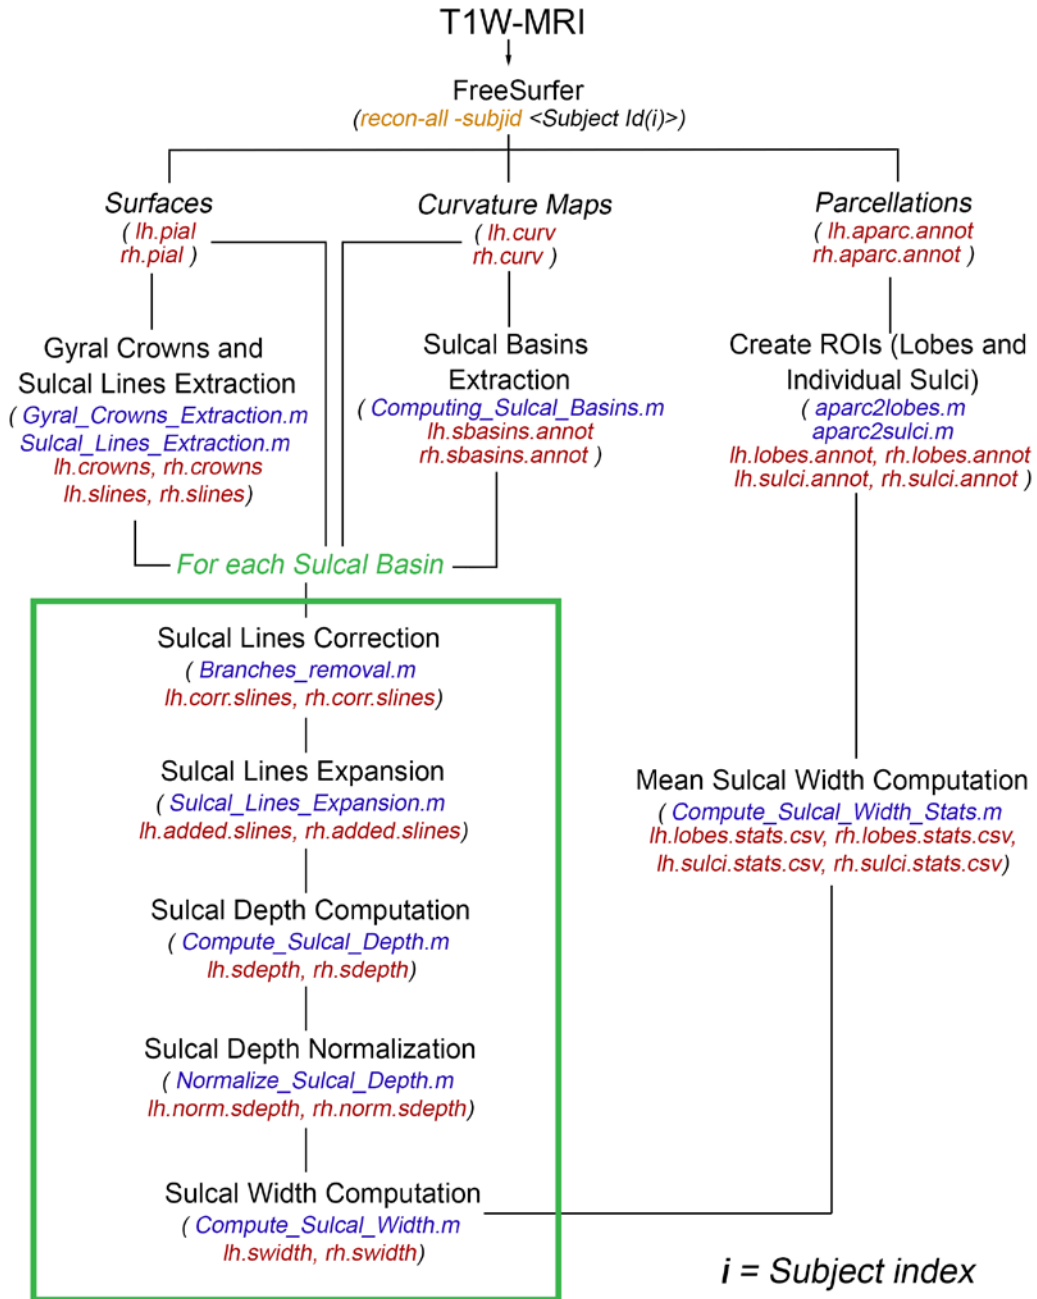 T1W-MRI
FreeSurfer
(recon-all -subjid <Subject Id(i)>)
Surfaces
( lh.pial
rh.pial )
Curvature Maps
( lh.curv
rh.curv )
Parcellations
( lh.aparc.annot
rh.aparc.annot )
Gyral Crowns and
Sulcal Lines Extraction
( Gyral_Crowns_Extraction.m
Sulcal_Lines_Extraction.m
lh.crowns, rh.crowns
lh.slines, rh.slines)
Sulcal Basins
Extraction
( Computing_Sulcal_Basins.m
lh.sbasins.annot
rh.sbasins.annot )
Create ROIs (Lobes and
Individual Sulci)
( aparc2lobes.m
aparc2sulci.m
lh.lobes.annot, rh.lobes.annot
lh.sulci.annot, rh.sulci.annot )
For each Sulcal Basin
Sulcal Lines Correction
( Branches_removal.m
lh.corr.slines, rh.corr.slines)
Sulcal Lines Expansion
( Sulcal_Lines_Expansion.m
lh.added.slines, rh.added.slines)
Sulcal Depth Computation
( Compute_Sulcal_Depth.m
lh.sdepth, rh.sdepth)
Sulcal Depth Normalization
( Normalize_Sulcal_Depth.m
lh.norm.sdepth, rh.norm.sdepth)
Sulcal Width Computation
( Compute_Sulcal_Width.m
lh.swidth, rh.swidth)
Mean Sulcal Width Computation
( Compute_Sulcal_Width_Stats.m
lh.lobes.stats.csv, rh.lobes.stats.csv,
lh.sulci.stats.csv, rh.sulci.stats.csv)
i = Subject index